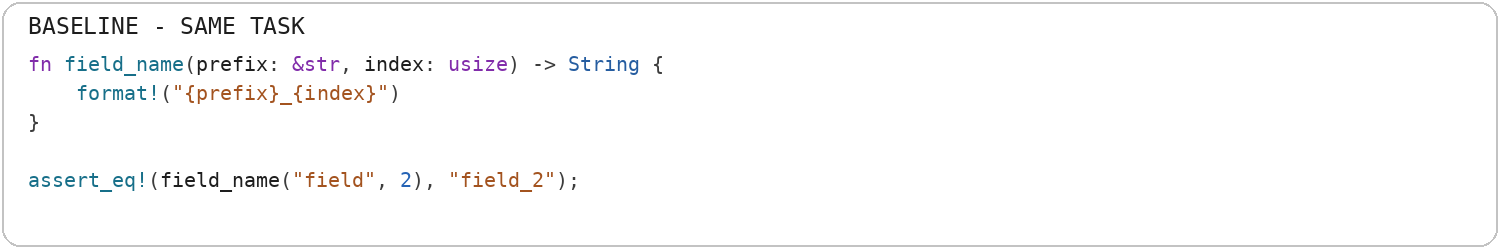 BASELINE - SAME TASK
fn field_name(prefix: &str, index: usize) -> String {
    format!("{prefix}_{index}")
}
assert_eq!(field_name("field", 2), "field_2");